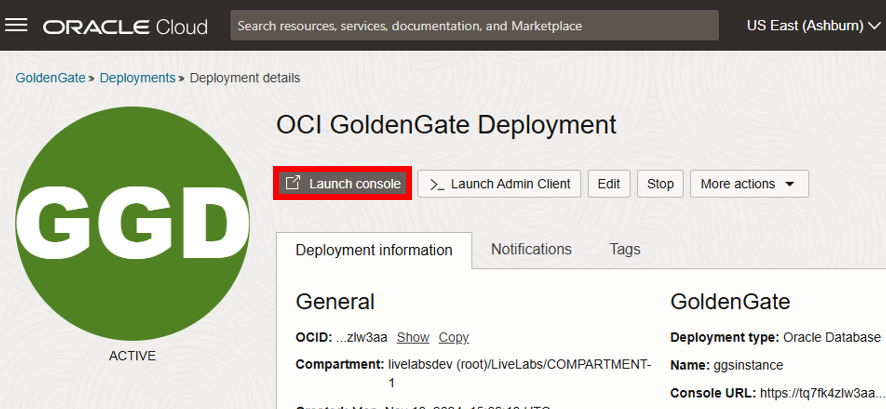 ORACLE Cloud
Search resources, services, documentation, and Marketplace
US East (Ashburn)
GoldenGate » Deployments » Deployment details
GGD
ACTIVE
OCI GoldenGate Deployment
Launch console
>_ Launch Admin Client
Edit
Stop
More actions
Deployment information
Notifications
Tags
General
OCID: ...zlw3aa Show Copy
Compartment: livelabsdev (root)/LiveLabs/COMPARTMENT-
1
GoldenGate
Deployment type: Oracle Database
Name: ggsinstance
Console URL: https://tq7fk4zlw3aa...